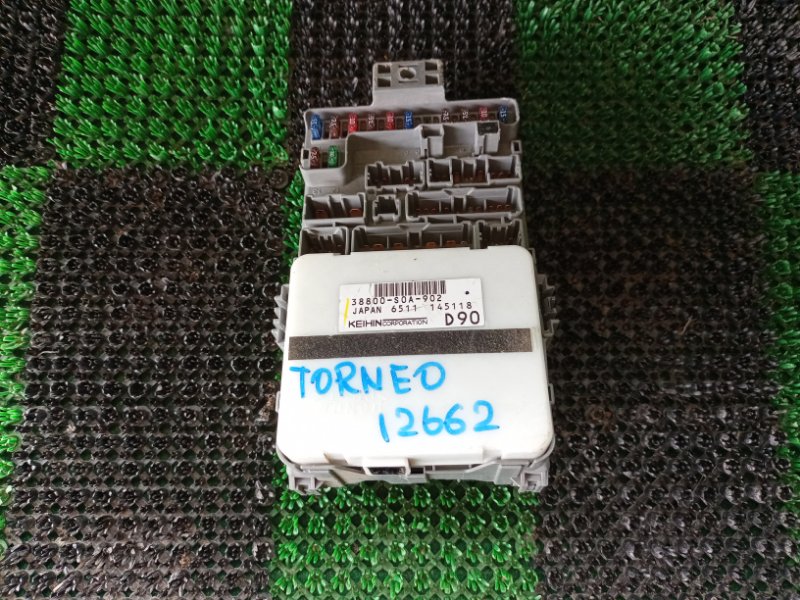 38800-S0A-902
JAPAN 6511 145118
KEIHIN CORPORATION D90
TORNEO
12662